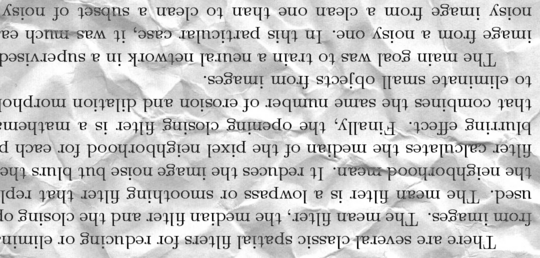 There are several classic spatial filters for reducing or elimin
from images. The mean filter, the median filter and the closing op
used. The mean filter is a lowpass or smoothing filter that repl
the neighborhood mean. It reduces the image noise but blurs the
filter calculates the median of the pixel neighborhood for each p
blurring effect. Finally, the opening closing filter is a mathema
that combines the same number of erosion and dilation morphol
to eliminate small objects from images.
The main goal was to train a neural network in a supervised
image from a noisy one. In this particular case, it was much ea
noisy image from a clean one than to clean a subset of noisy